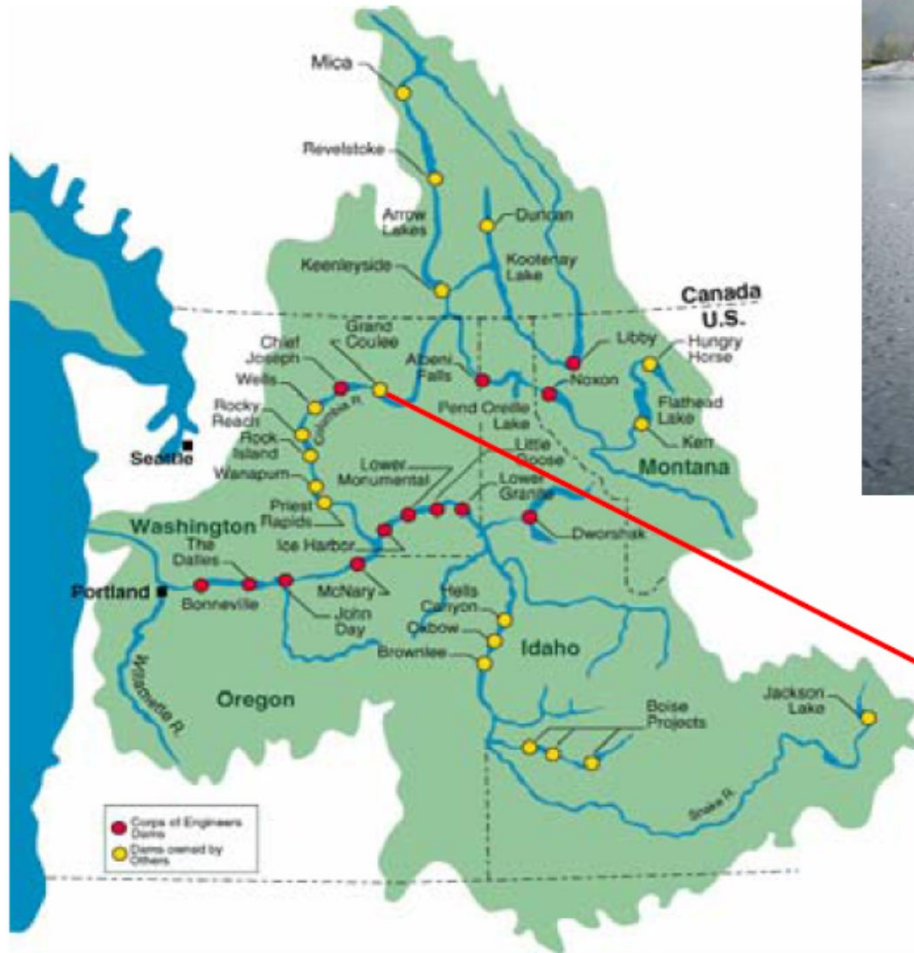 Mica
Revelstoke
Arrow
Lakes
Duncan
Kootenay
Lake
Keenleyside
Canada
U.S.
Grand
Coulee
Chief
Joseph
Libby
Hungry
Horse
Albeni
Falls
Noxon
Wells
Columbia R.
Pend Oreille
Lake
Flathead
Lake
Rocky
Reach
Rock
Island
Kerr
Seattle
Little
Goose
Montana
Wanapum
Lower
Monumental
Lower
Granite
Priest
Rapids
Washington
Ice Harbor
Dworshak
The
Dalles
Portland
Bonneville
McNary
John
Day
Hells
Canyon
Oxbow
Brownlee
Idaho
Willamette R.
Oregon
Boise
Projects
Jackson
Lake
Snake R.
Corps of Engineers
Dams
Dams owned by
Others